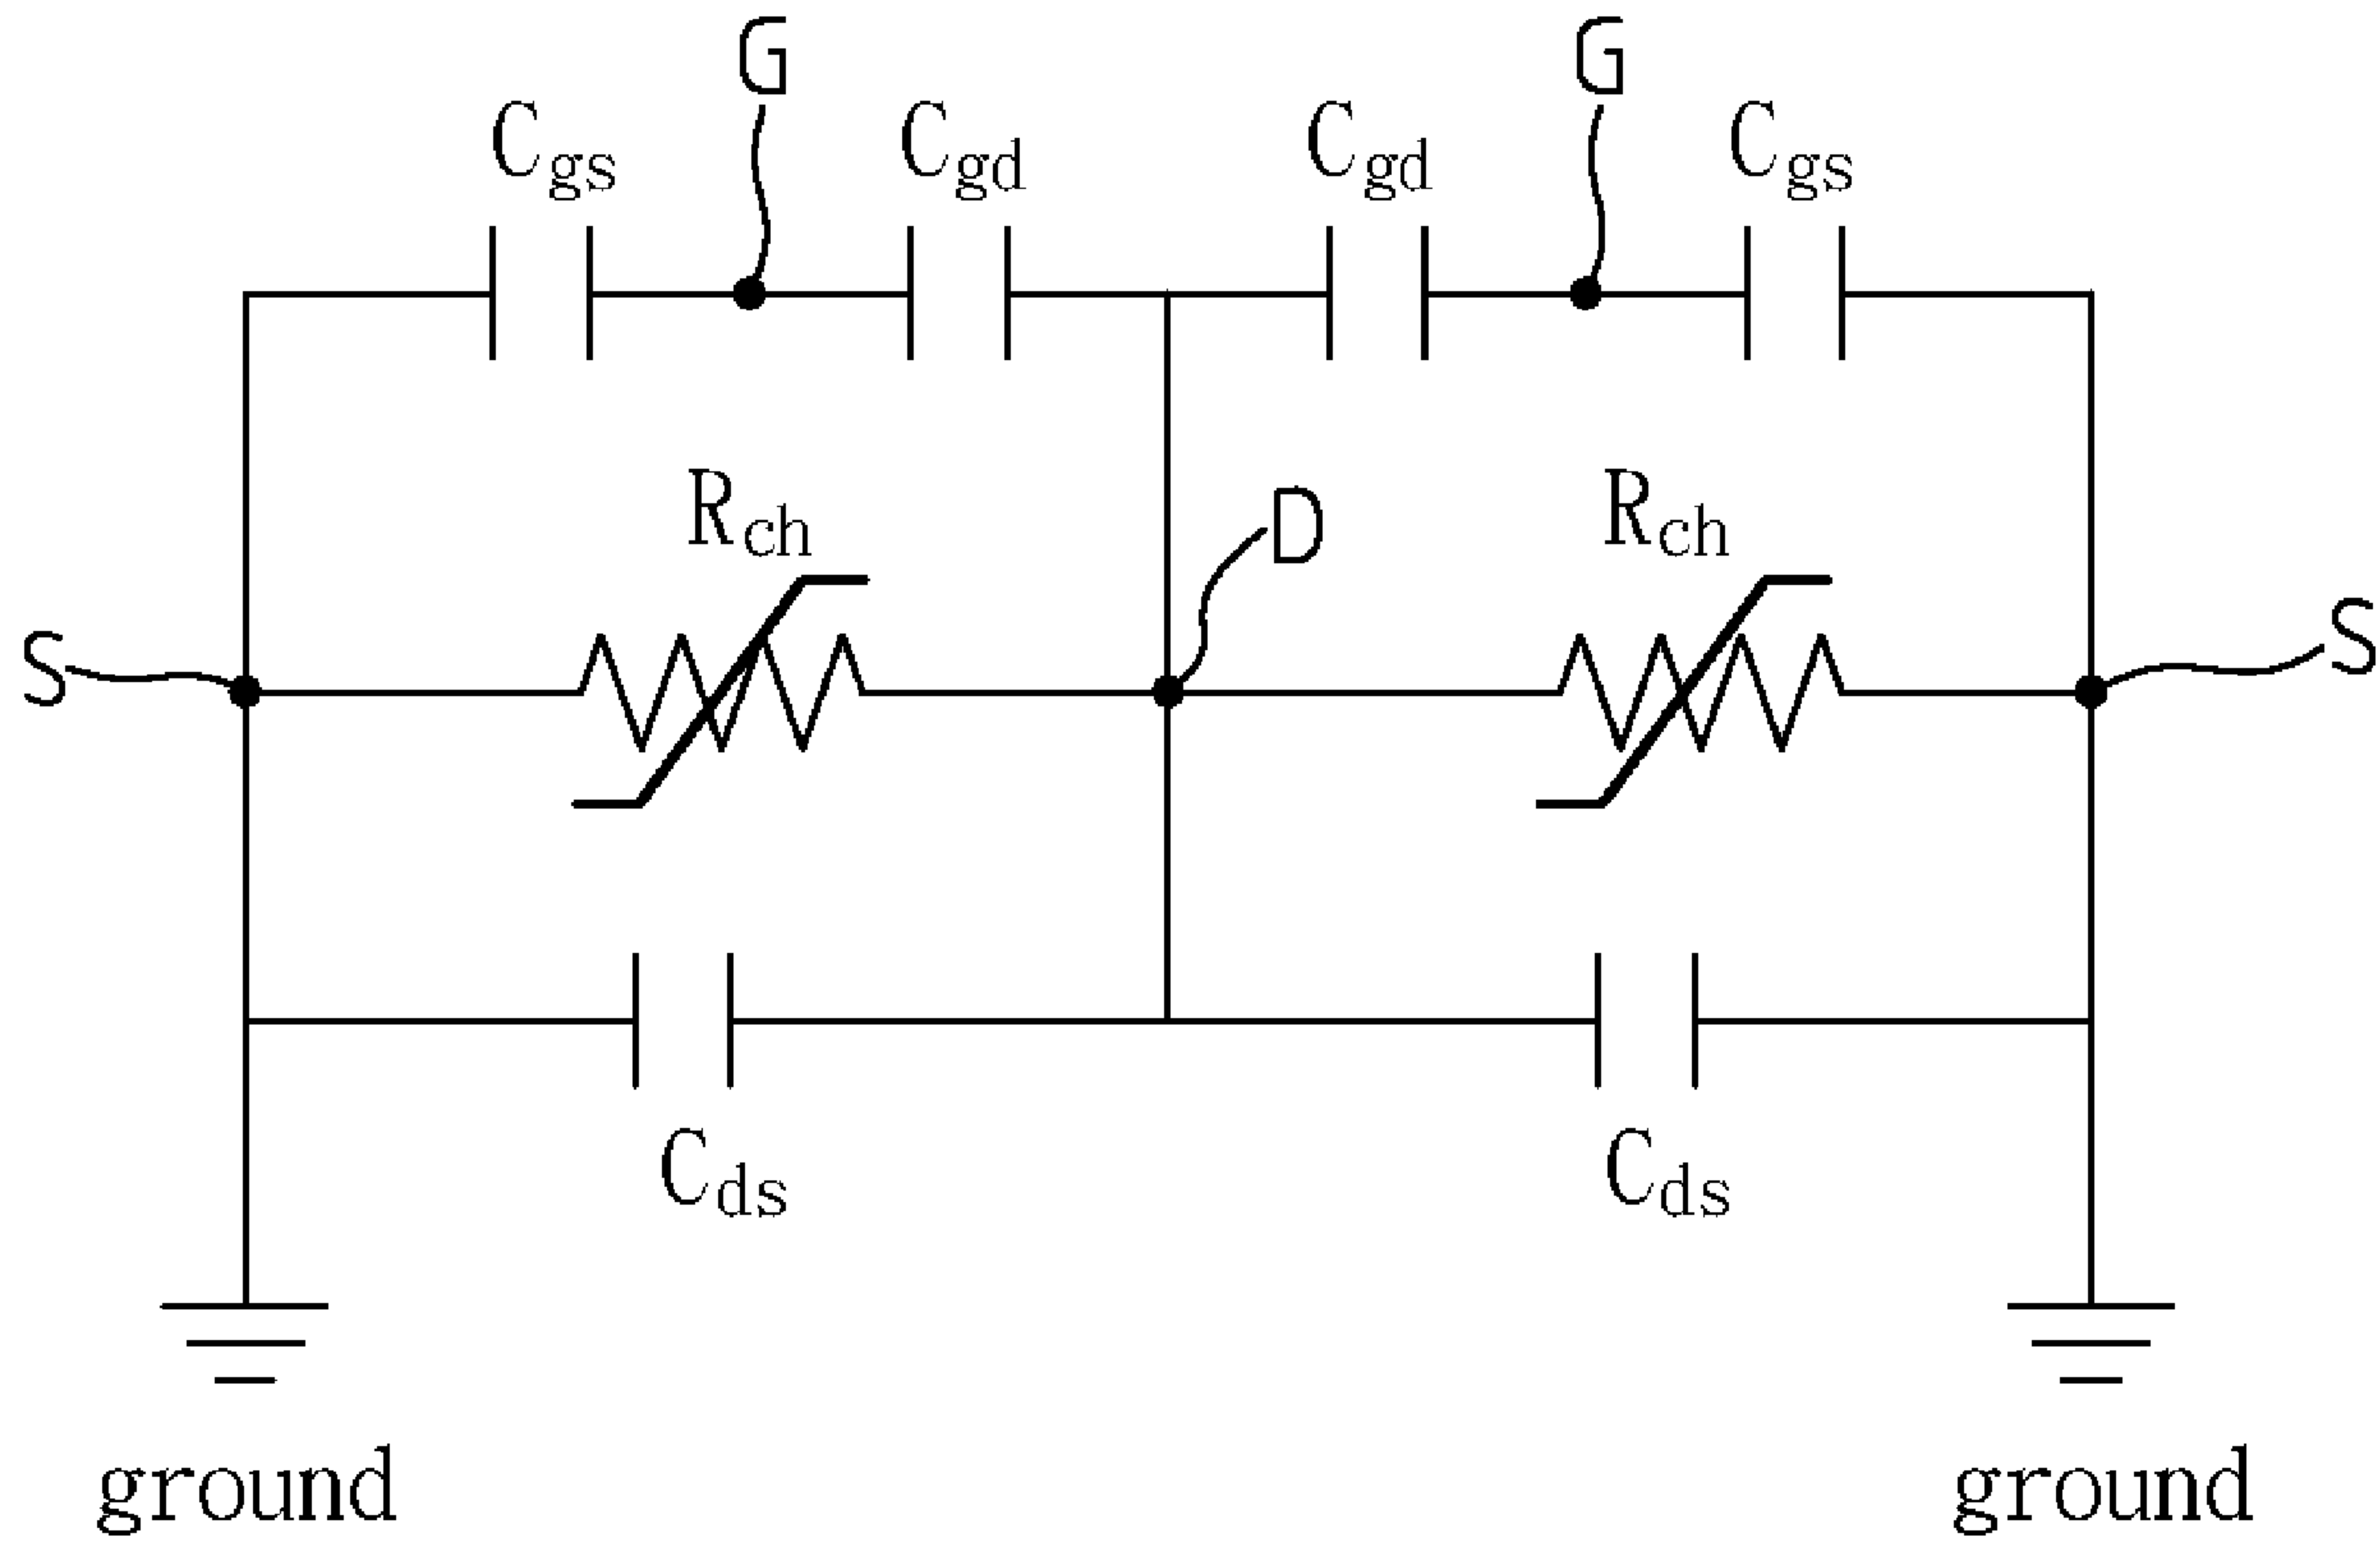 G G
Cgs Cgd Cgd Cgs
Rch D Rch
S S
Cds Cds
ground ground